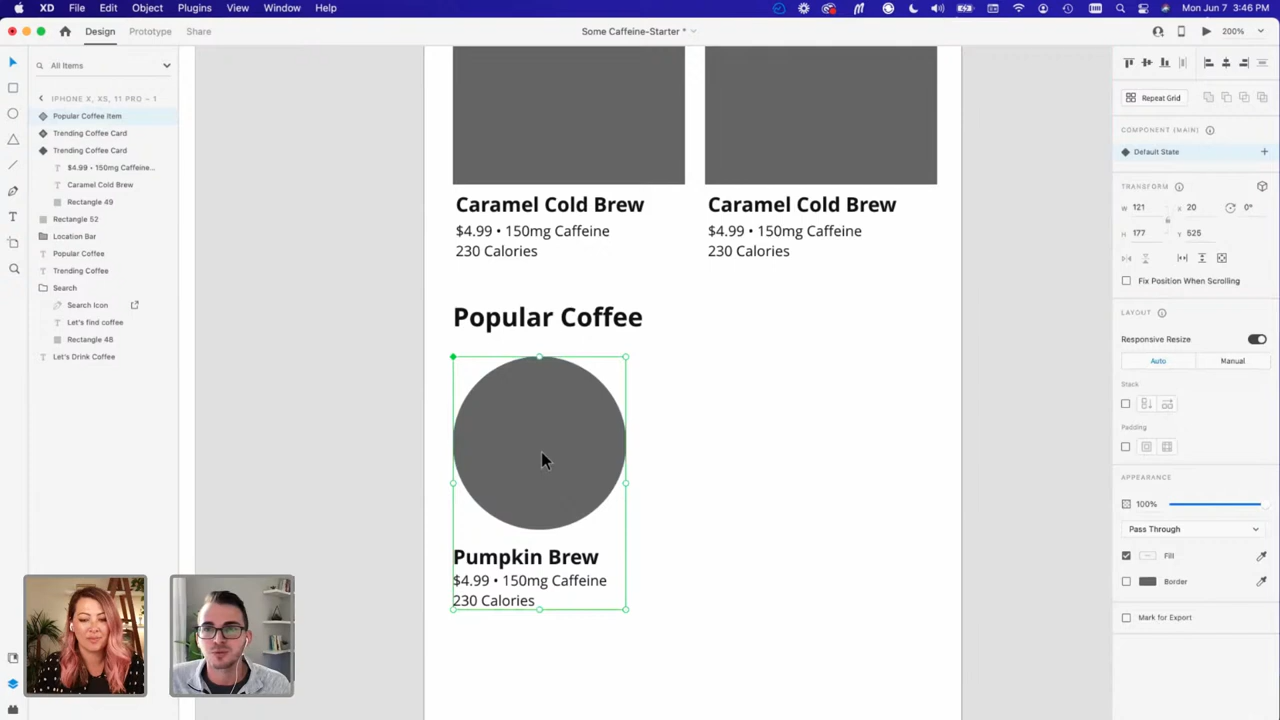 XD File Edit Object Plugins View Window Help Mon Jun 7 3:46 PM
Design Prototype Share Some Caffeine-Starter * 200%
All Items
IPHONE X, XS, 11 PRO – 1
Popular Coffee Item
Trending Coffee Card
Trending Coffee Card
$4.99 • 150mg Caffeine...
Caramel Cold Brew
Rectangle 49
Rectangle 52
Location Bar
Popular Coffee
Trending Coffee
Search
Search Icon
Let's find coffee
Rectangle 48
Let's Drink Coffee
Caramel Cold Brew
$4.99 • 150mg Caffeine
230 Calories
Caramel Cold Brew
$4.99 • 150mg Caffeine
230 Calories
Popular Coffee
Pumpkin Brew
$4.99 • 150mg Caffeine
230 Calories
Repeat Grid
COMPONENT (MAIN)
Default State
TRANSFORM
W 121 X 20 0°
H 177 Y 525
Fix Position When Scrolling
LAYOUT
Responsive Resize
Auto Manual
Stack
Padding
APPEARANCE
100%
Pass Through
Fill
Border
Mark for Export